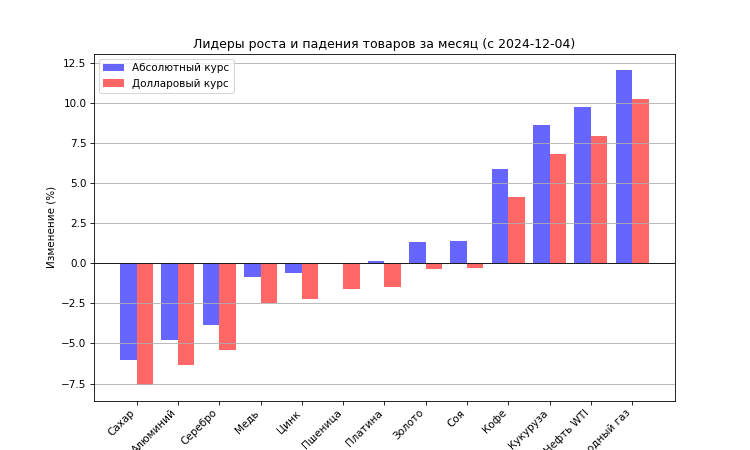 Лидеры роста и падения товаров за месяц (с 2024-12-04)
Абсолютный курс
Долларовый курс
Изменение (%)
12.5
10.0
7.5
5.0
2.5
0.0
−2.5
−5.0
−7.5
Сахар
Алюминий
Серебро
Медь
Цинк
Пшеница
Платина
Золото
Соя
Кофе
Кукуруза
Нефть WTI
одный газ